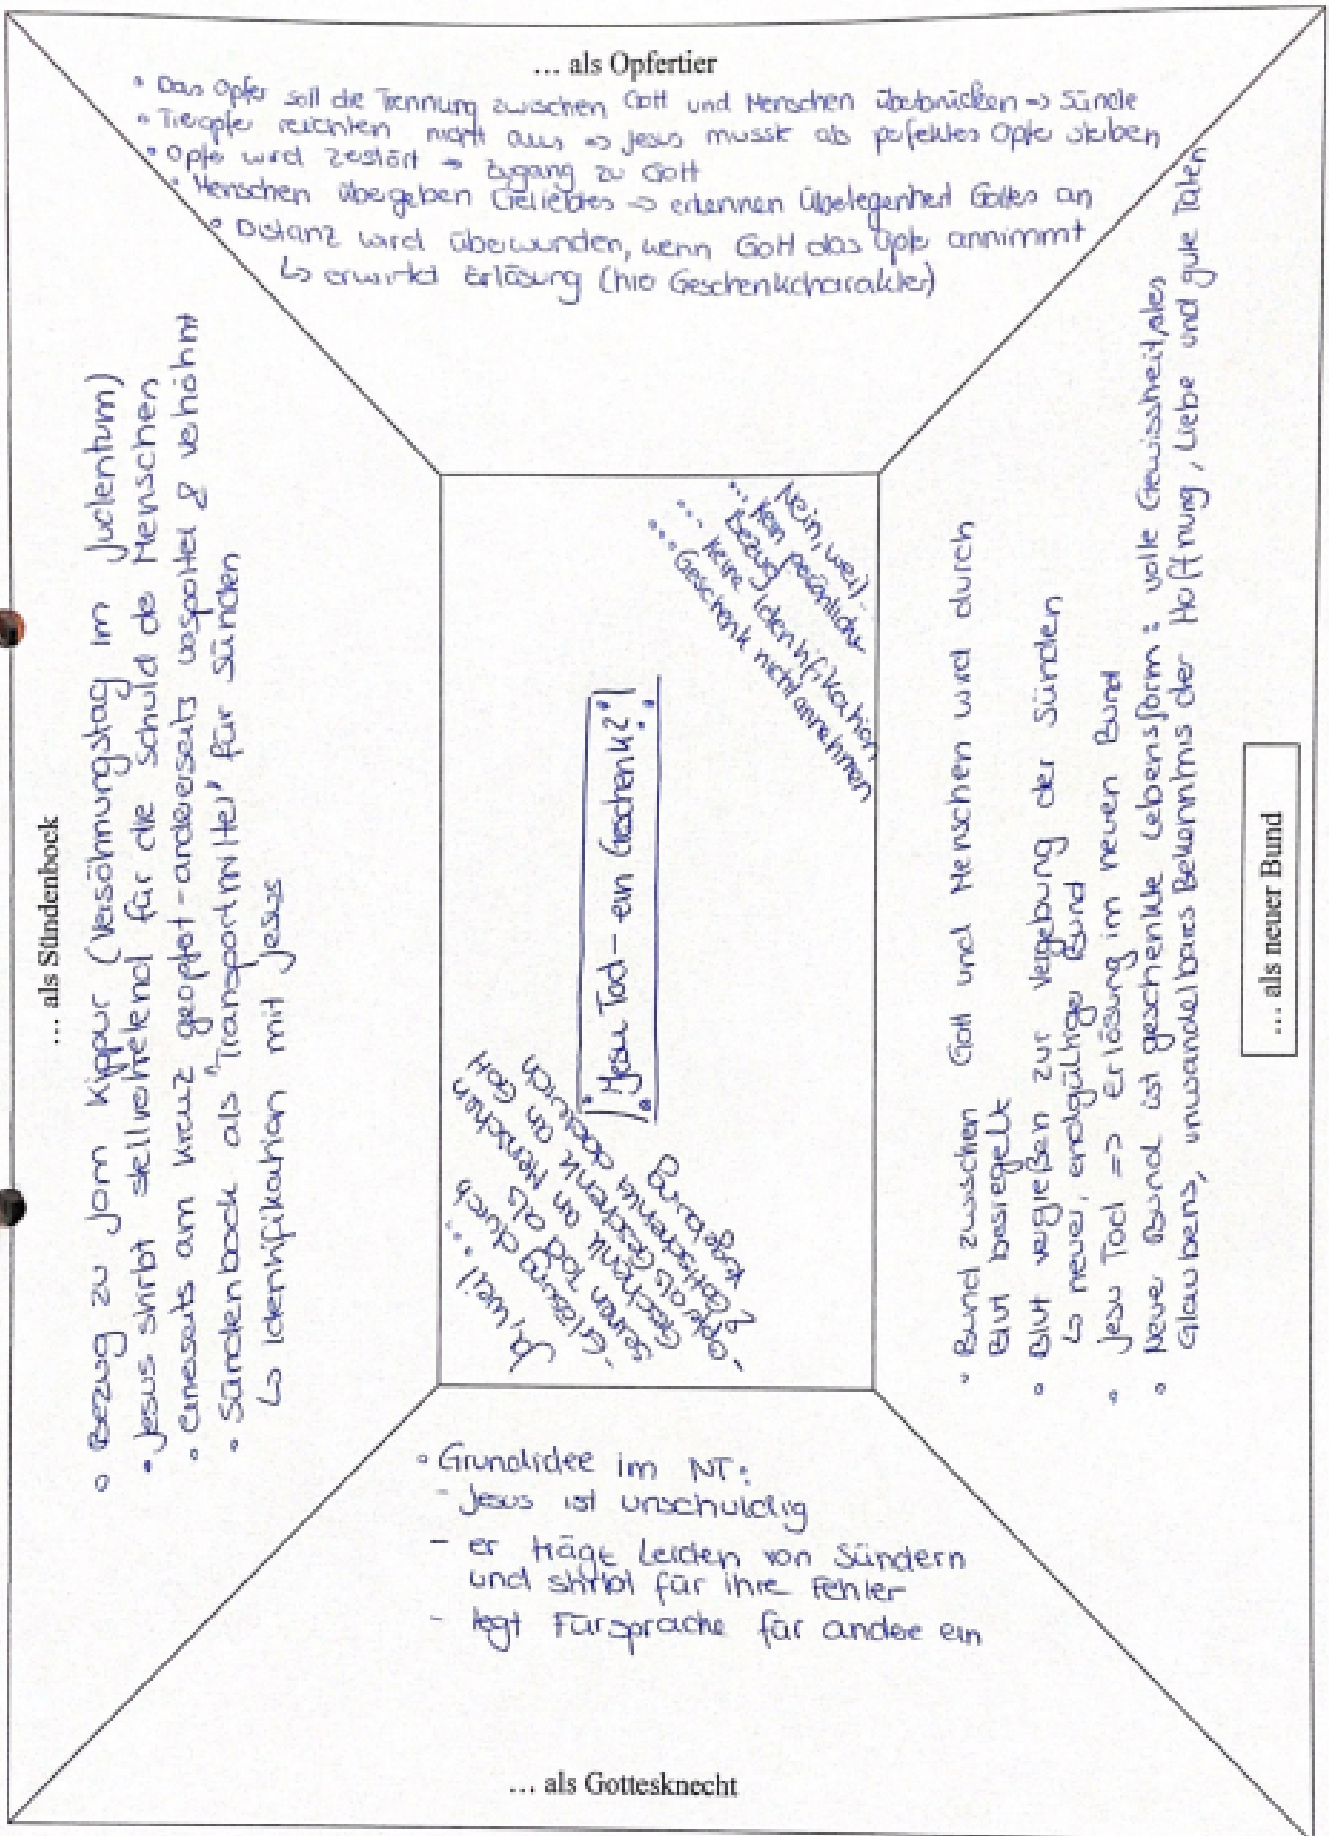 ... als Opfertier
• Das Opfer soll die Trennung zwischen Gott und Menschen überbrücken => Sünde
• Tieropfer reichten nicht aus => Jesus musste als perfektes Opfer sterben
• Opfer wird zerstört → Zugang zu Gott
• Menschen übergeben Geliebtes => erkennen Überlegenheit Gottes an
• Distanz wird überwunden, wenn Gott das Opfer annimmt
↳ erwirkt Erlösung (hier Geschenkcharakter)
... als Sündenbock
• Bezug zu Jom Kippur (Versöhnungstag im Judentum)
• Jesus stirbt stellvertretend für die Schuld der Menschen
• einerseits am Kreuz geopfert - andererseits verspottet & verhöhnt
• Sündenbock als "Transportmittel" für Sünden
↳ Identifikation mit Jesus
Jesu Tod - ein Geschenk?!
Nein, weil
... kein persönlicher
Bezug
... keine Identifikation
... Geschenk nicht annehmen
Ja, weil ...
- Erlösung durch
seinen Tod als
Geschenk an Menschen
- Opfer als Geschenk an Gott
& Vergebung
• Bund zwischen Gott und Menschen wird durch
Blut besiegelt
• Blut vergießen zur Vergebung der Sünden
↳ neuer, endgültiger Bund
• Jesu Tod => Erlösung im neuen Bund
• Neue Bund ist geschenkte Lebensform: volle Gewissheit des
Glaubens, unwandelbares Bekenntnis der Hoffnung, Liebe und gute Taten
... als neuer Bund
• Grundidee im NT:
- Jesus ist unschuldig
- er trägt Leiden von Sündern
und stirbt für ihre Fehler
- legt Fürsprache für andere ein
... als Gottesknecht